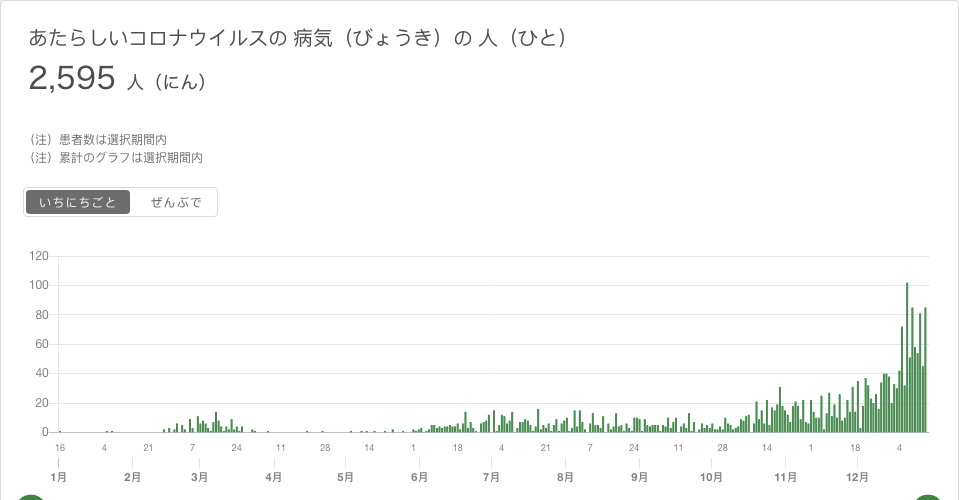 あたらしいコロナウイルスの 病気（びょうき）の 人（ひと）
2,595 人（にん）
（注）患者数は選択期間内
（注）累計のグラフは選択期間内
いちにちごと ぜんぶで
120
100
80
60
40
20
0
16 4 21 9 24 11 28 14 1 18 4 21 7 24 11 28 14 1 18 4
1月 2月 3月 4月 5月 6月 7月 8月 9月 10月 11月 12月